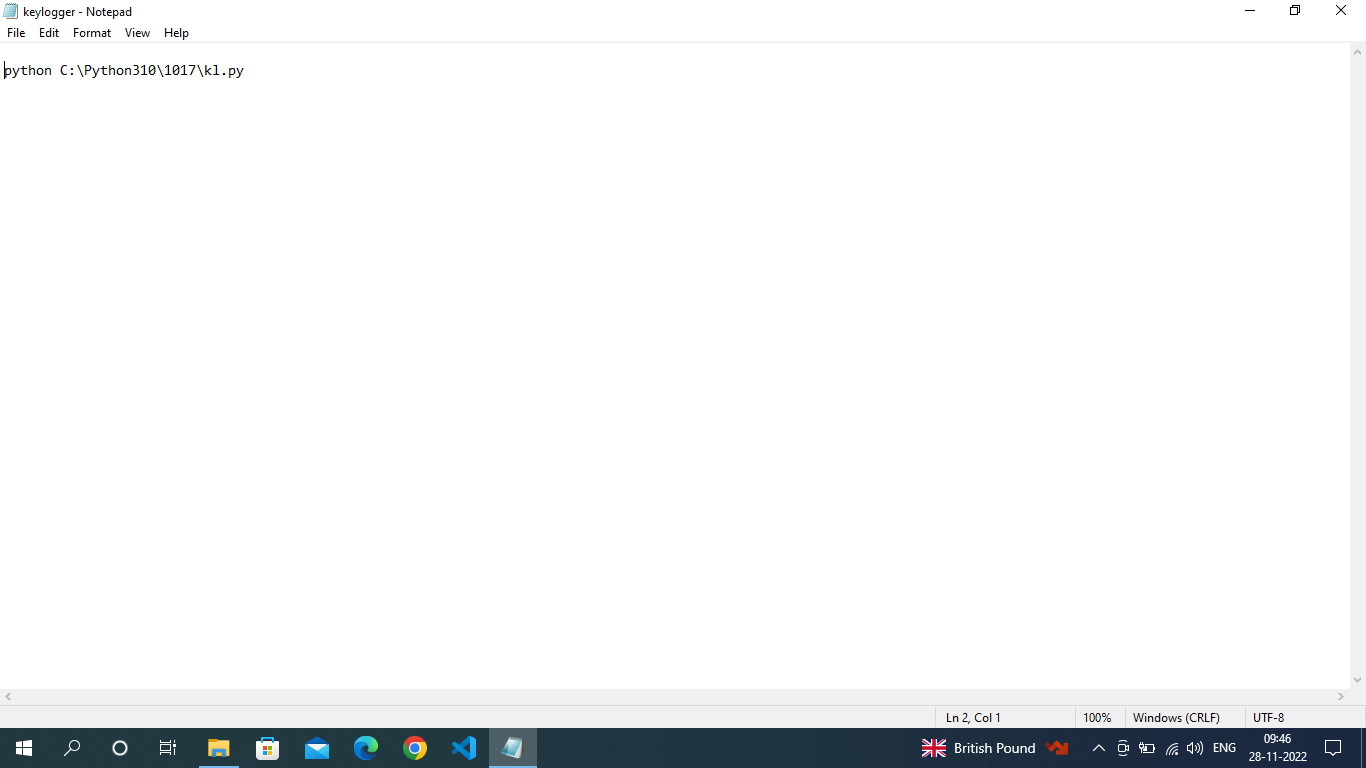 keylogger - Notepad
File Edit Format View Help
python C:\Python310\1017\kl.py
Ln 2, Col 1 100% Windows (CRLF) UTF-8
British Pound ENG 09:46
28-11-2022